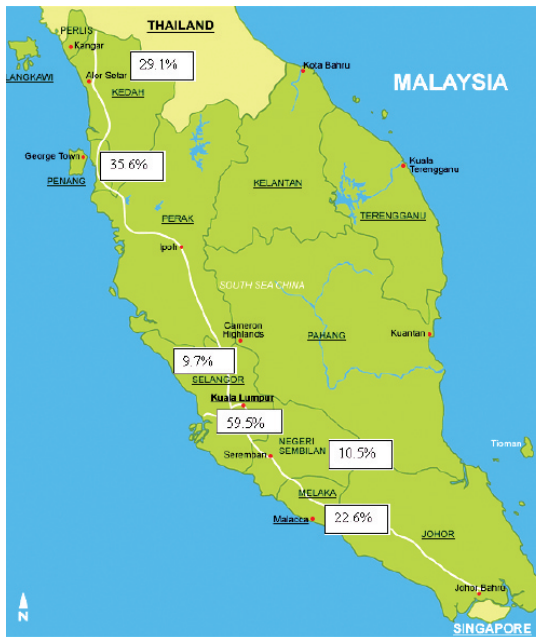 THAILAND
PERLIS
Kangar
LANGKAWI
Alor Setar
29.1%
KEDAH
Kota Bahru
MALAYSIA
George Town
35.6%
PENANG
Kuala
Terengganu
KELANTAN
TERENGGANU
PERAK
Ipoh
SOUTH SEA CHINA
Cameron
Highlands
PAHANG
Kuantan
9.7%
SELANGOR
Kuala Lumpur
59.5%
Tioman
NEGERI
SEMBILAN
10.5%
Seremban
MELAKA
Malacca
22.6%
JOHOR
Johor Bahru
N
SINGAPORE